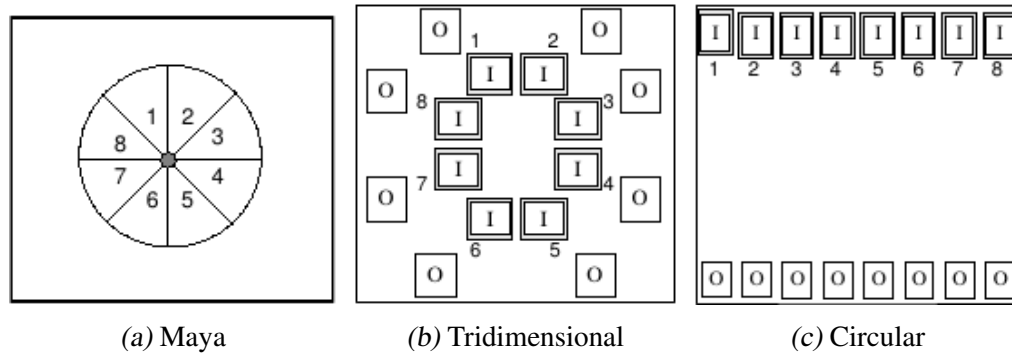 1 2
8 3
7 4
6 5
(a) Maya
O O
1 2
I I
O O
8 I I 3
7 I I 4
O O
I I
6 5
O O
(b) Tridimensional
I I I I I I I I
1 2 3 4 5 6 7 8
O O O O O O O O
(c) Circular